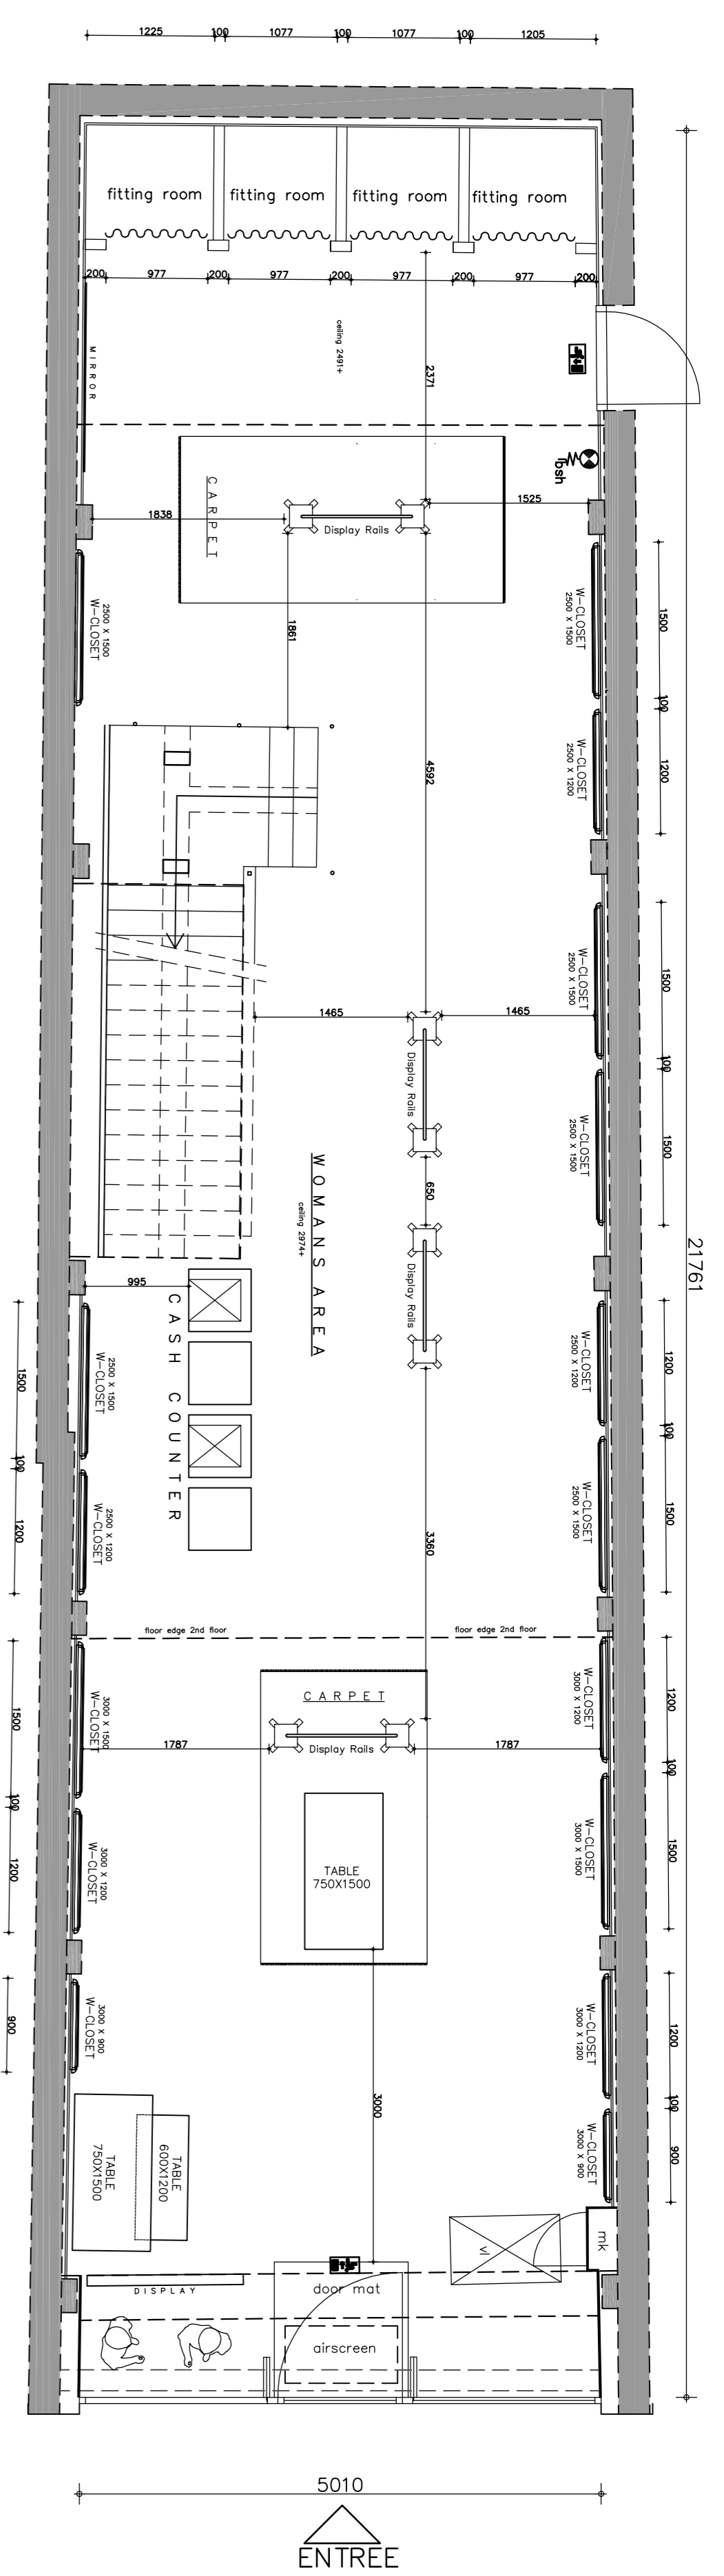 1225 100 1077 100 1077 100 1205
fitting room fitting room fitting room fitting room
200 977 200 977 200 977 200 977 200
ceiling 2491+
MIRROR
2371
bsh
CARPET
1838
1525
Display Rails
1861
2500 X 1500
W-CLOSET
W-CLOSET
2500 X 1500
1500
100
W-CLOSET
2500 X 1200
1200
4592
W-CLOSET
2500 X 1500
1500
100
1465
1465
Display Rails
W-CLOSET
2500 X 1500
1500
650
WOMANS AREA
ceiling 2974+
21761
Display Rails
995
CASH COUNTER
2500 X 1500
W-CLOSET
1500
100
2500 X 1200
W-CLOSET
1200
W-CLOSET
2500 X 1200
1200
100
W-CLOSET
2500 X 1500
1500
3360
floor edge 2nd floor
floor edge 2nd floor
CARPET
1787
Display Rails
1787
3000 X 1500
W-CLOSET
1500
100
3000 X 1200
W-CLOSET
1200
W-CLOSET
3000 X 1200
1200
100
W-CLOSET
3000 X 1500
1500
TABLE
750X1500
3000 X 900
W-CLOSET
900
W-CLOSET
3000 X 1200
1200
100
W-CLOSET
3000 X 900
900
3000
TABLE
600X1200
TABLE
750X1500
vl
mk
DISPLAY
door mat
airscreen
5010
ENTREE